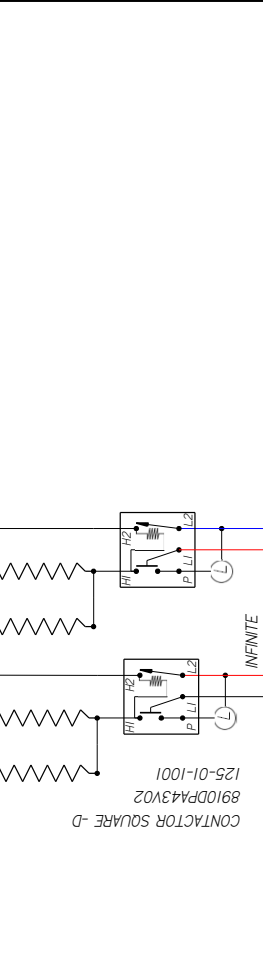 H2
L2
H1
P
L1
L
INFINITE
H2
L2
H1
P
L1
L
CONTACTOR SQUARE -D
8910DPA43V02
125-01-1001